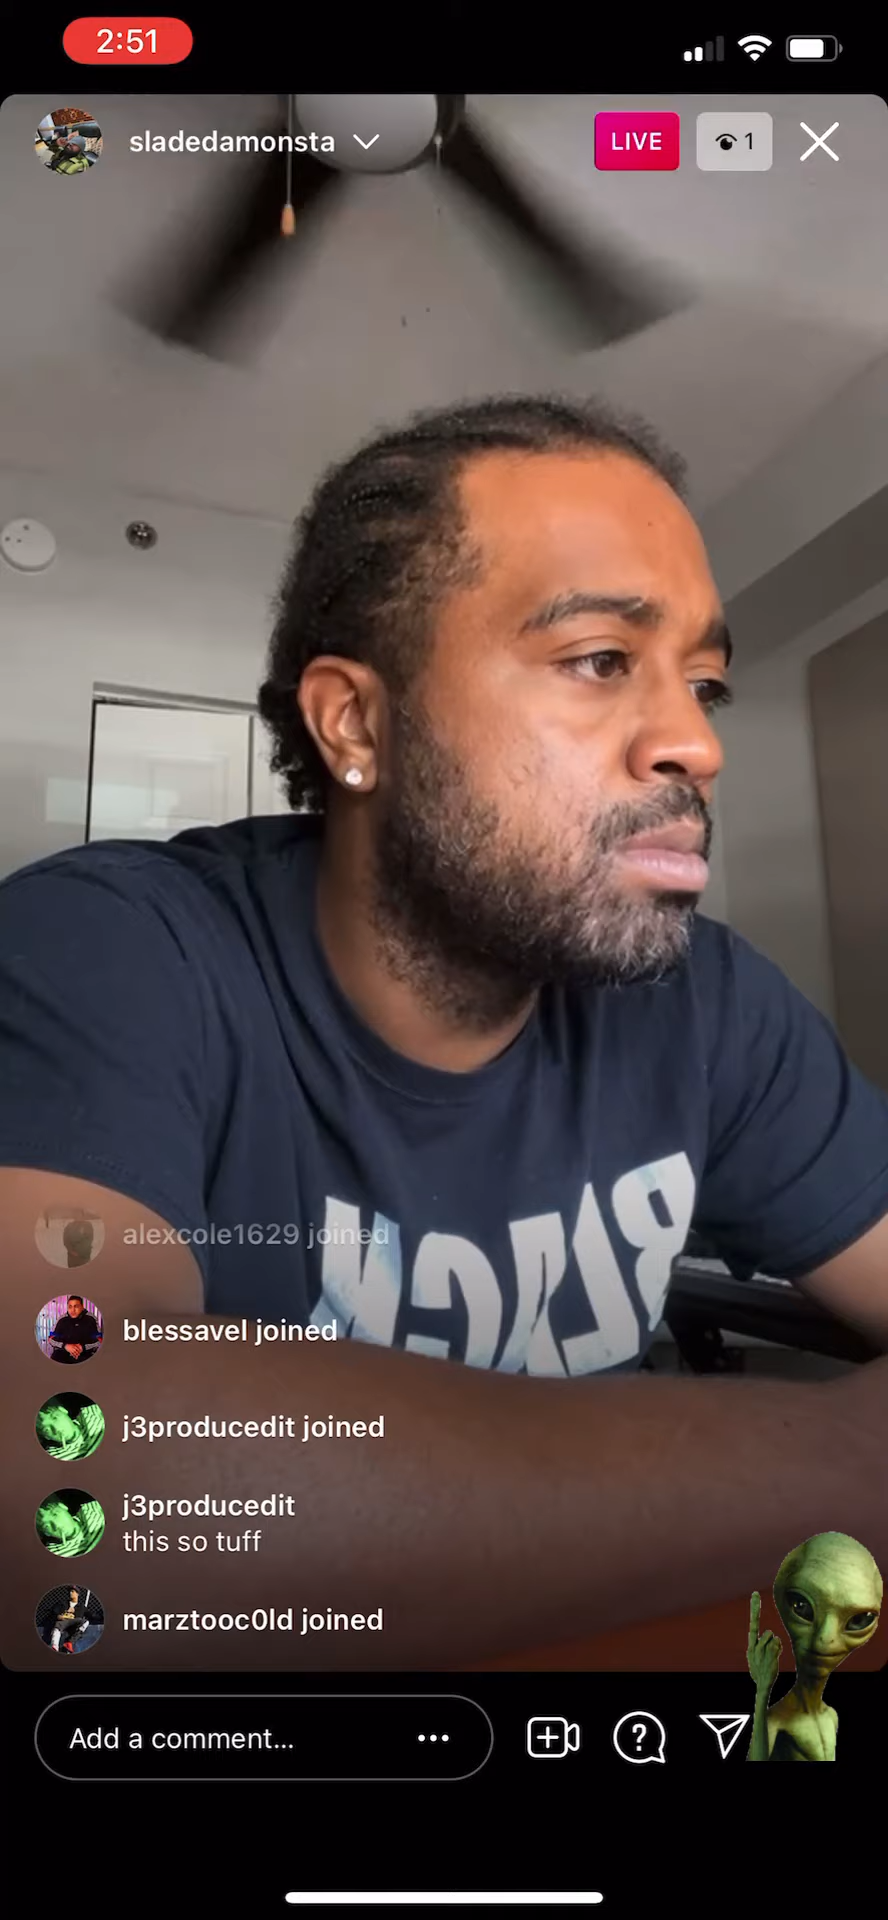 2:51
sladedamonsta
LIVE
1
BLACK
alexcole1629 joined
blessavel joined
j3producedit joined
j3producedit
this so tuff
marztooc0ld joined
Add a comment...